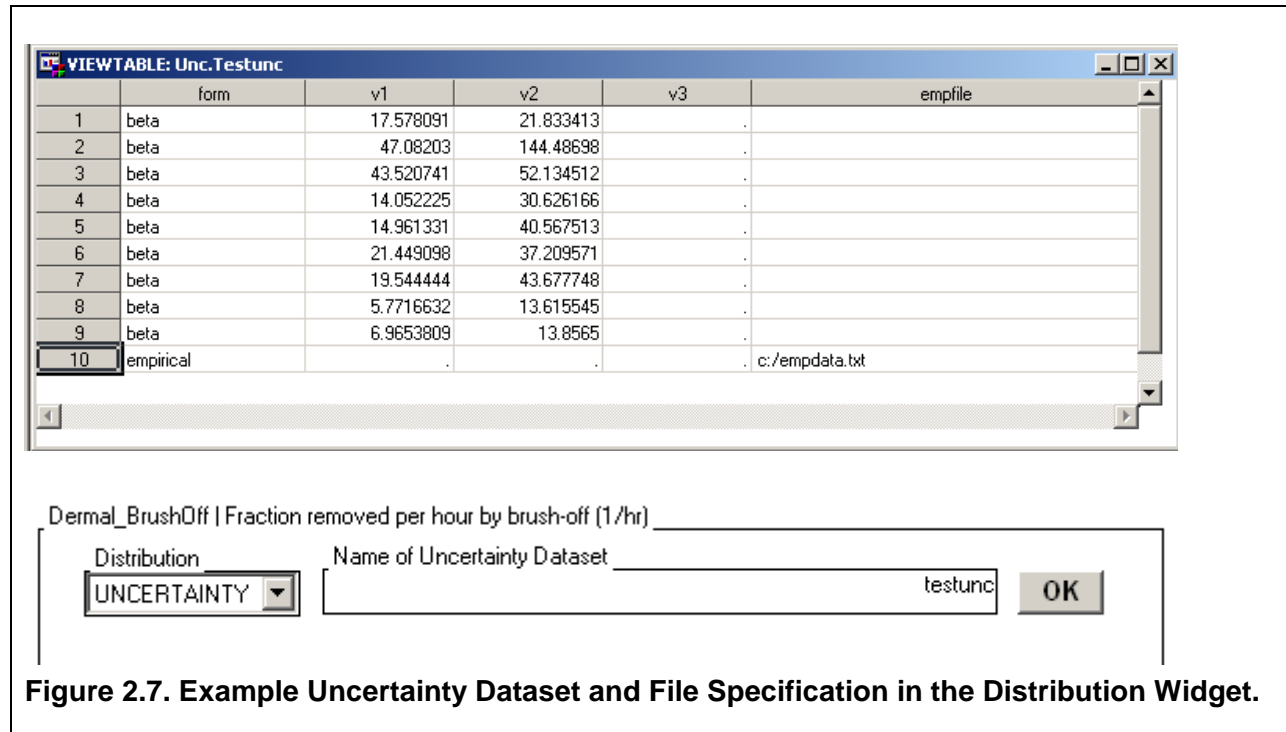 VIEWTABLE: Unc.Testunc
form v1 v2 v3 empfile
1 beta 17.578091 21.833413 .
2 beta 47.08203 144.48698 .
3 beta 43.520741 52.134512 .
4 beta 14.052225 30.626166 .
5 beta 14.961331 40.567513 .
6 beta 21.449098 37.209571 .
7 beta 19.544444 43.677748 .
8 beta 5.7716632 13.615545 .
9 beta 6.9653809 13.8565 .
10 empirical . . . c:/empdata.txt
Dermal_BrushOff | Fraction removed per hour by brush-off (1/hr)
Distribution Name of Uncertainty Dataset
UNCERTAINTY testunc OK
Figure 2.7. Example Uncertainty Dataset and File Specification in the Distribution Widget.